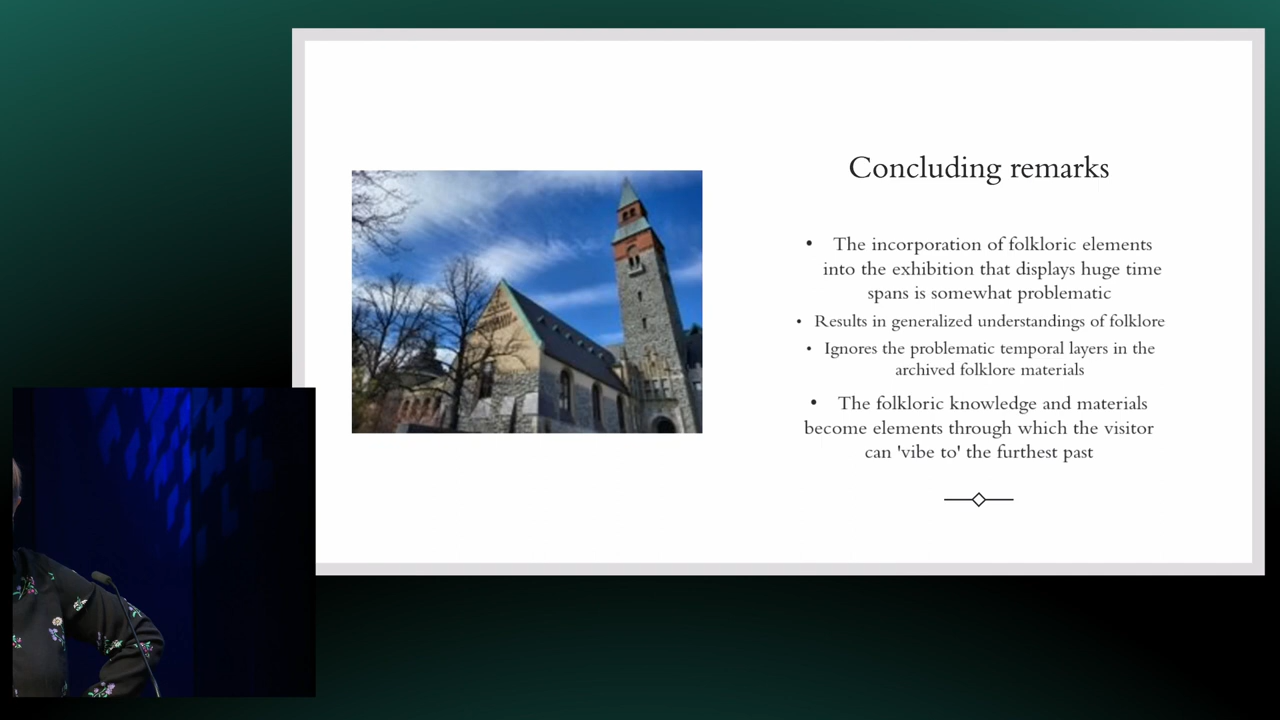 Concluding remarks
• The incorporation of folkloric elements
into the exhibition that displays huge time
spans is somewhat problematic
• Results in generalized understandings of folklore
• Ignores the problematic temporal layers in the
archived folklore materials
• The folkloric knowledge and materials
become elements through which the visitor
can 'vibe to' the furthest past